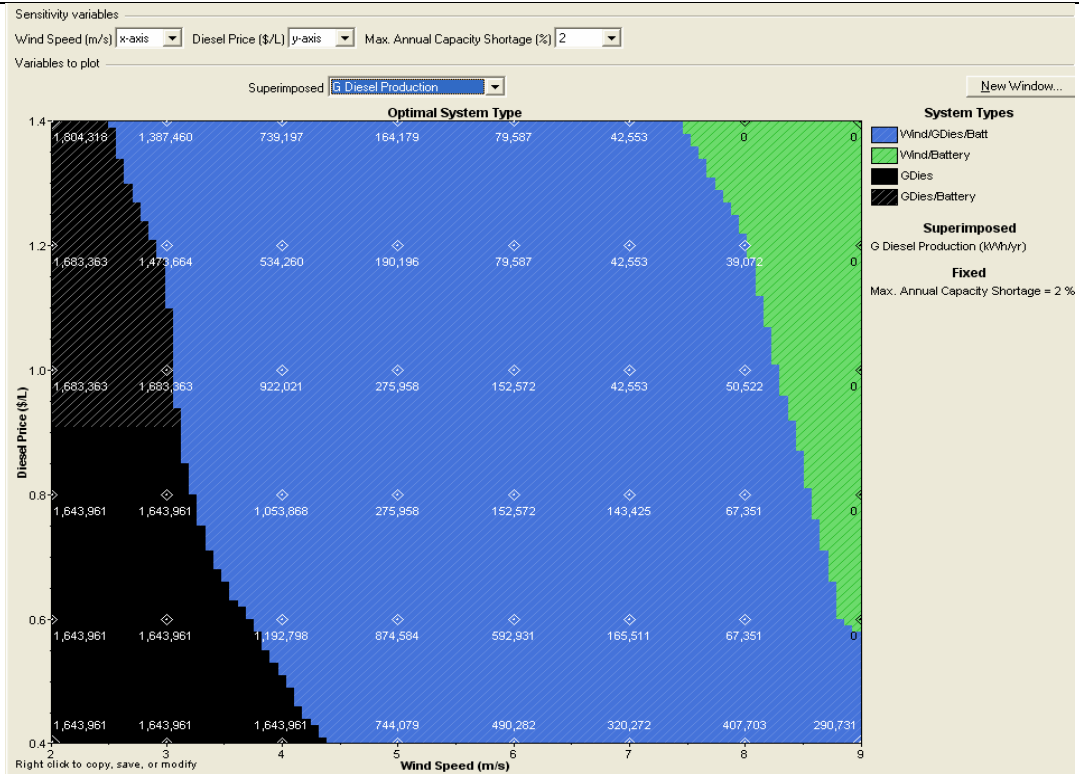 Sensitivity variables
Wind Speed (m/s) x-axis Diesel Price ($/L) y-axis Max. Annual Capacity Shortage (%) 2
Variables to plot
Superimposed G Diesel Production New Window...
Optimal System Type
System Types
Wind/GDies/Batt
Wind/Battery
GDies
GDies/Battery
Superimposed
G Diesel Production (kWh/yr)
Fixed
Max. Annual Capacity Shortage = 2 %
Diesel Price ($/L)
1.4
1,804,318 1,387,460 739,197 164,179 79,587 42,553 0 0
1.2
1,683,363 1,473,664 534,260 190,196 79,587 42,553 39,072 0
1.0
1,683,363 1,683,363 922,021 275,958 152,572 42,553 50,522 0
0.8
1,643,961 1,643,961 1,053,868 275,958 152,572 143,425 67,351 0
0.6
1,643,961 1,643,961 1,192,798 874,584 592,931 165,511 67,351 0
1,643,961 1,643,961 1,643,961 744,079 490,282 320,272 407,703 290,731
0.4
2 3 4 5 6 7 8 9
Wind Speed (m/s)
Right click to copy, save, or modify